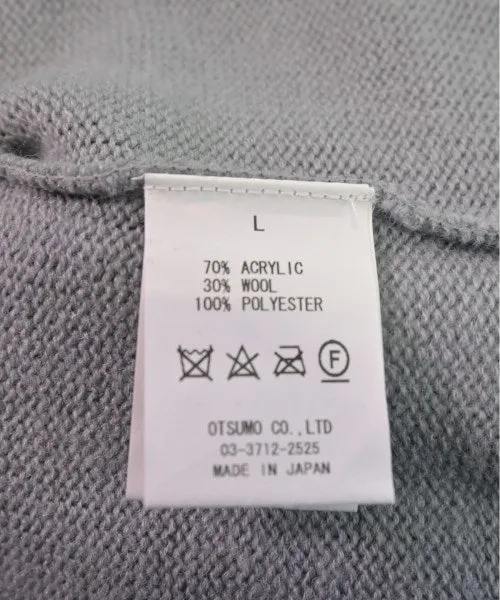 L
70% ACRYLIC
30% WOOL
100% POLYESTER
F
OTSUMO CO.,LTD
03-3712-2525
MADE IN JAPAN